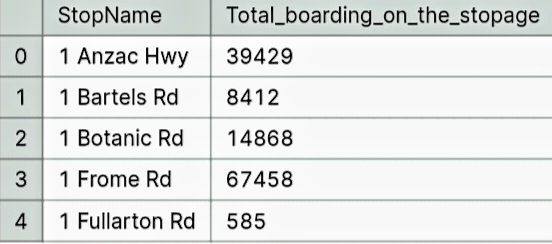 StopName Total_boarding_on_the_stopage
0 1 Anzac Hwy 39429
1 1 Bartels Rd 8412
2 1 Botanic Rd 14868
3 1 Frome Rd 67458
4 1 Fullarton Rd 585